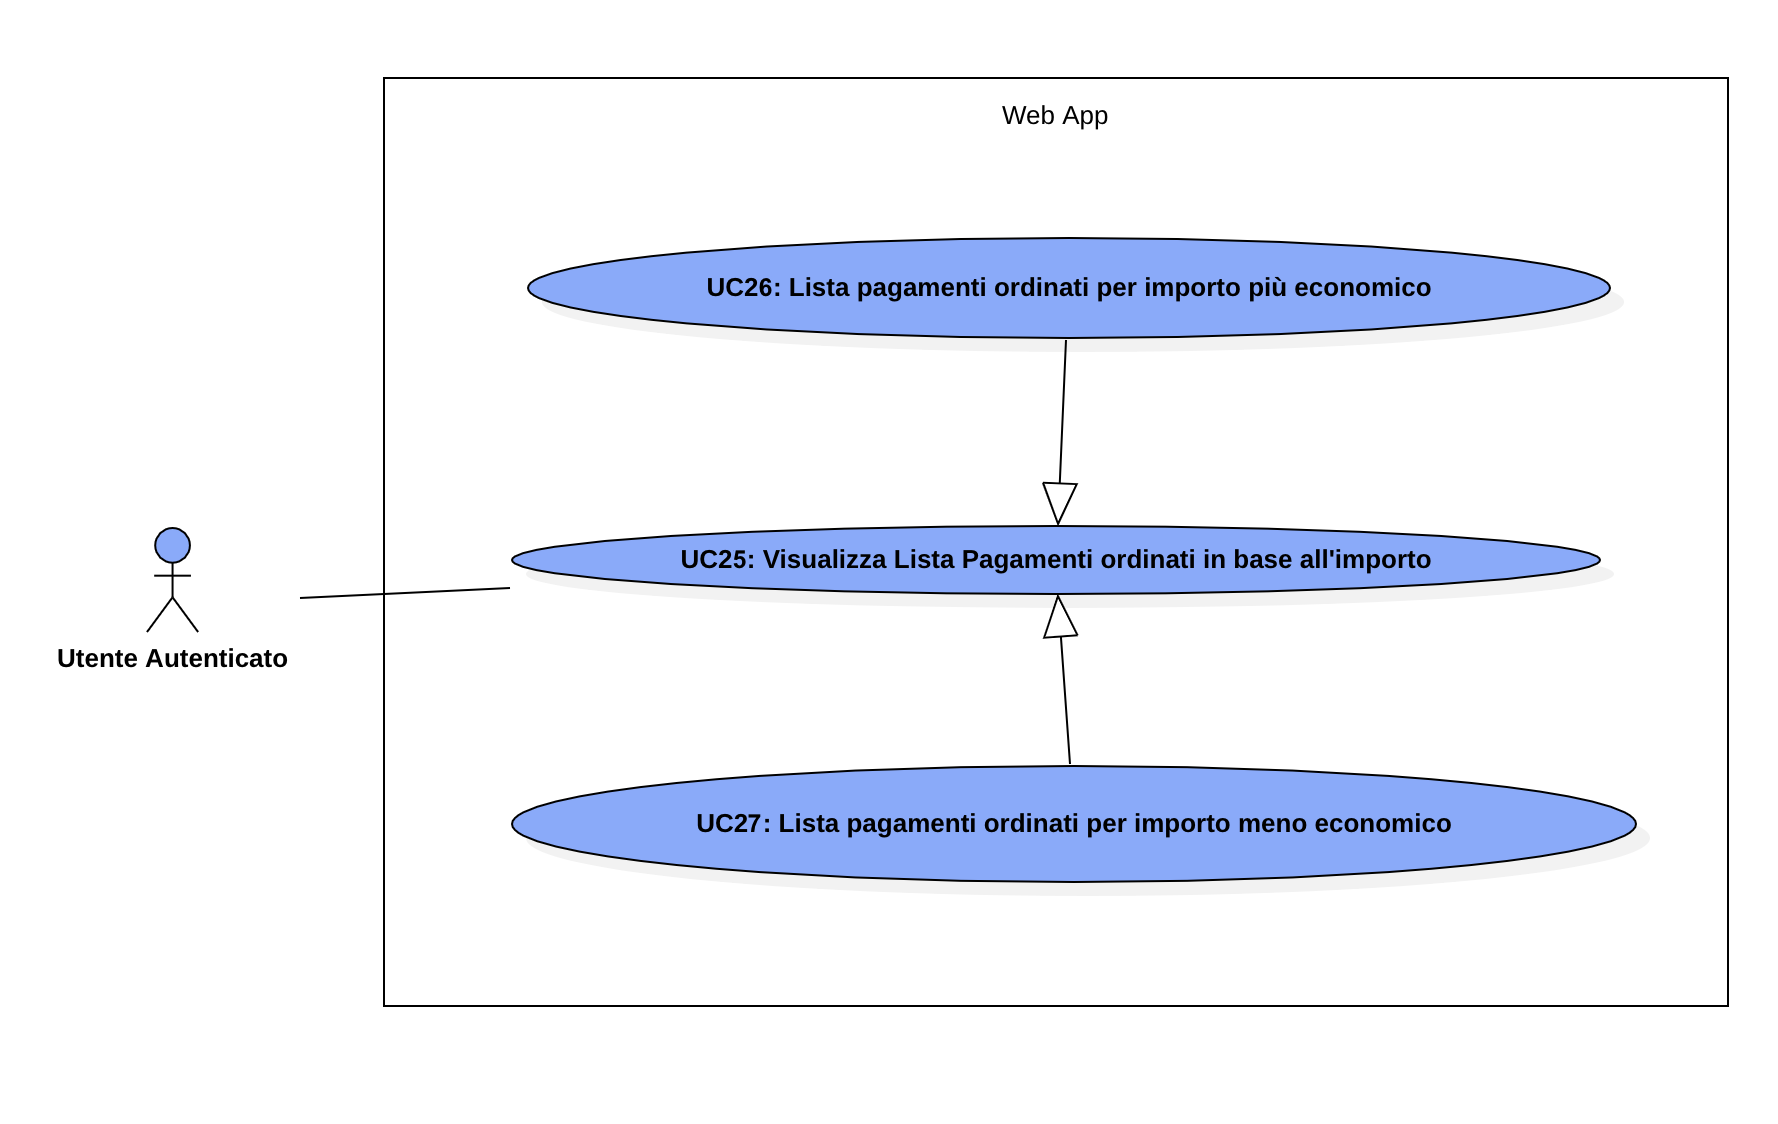 Web App
UC26: Lista pagamenti ordinati per importo più economico
UC25: Visualizza Lista Pagamenti ordinati in base all'importo
Utente Autenticato
UC27: Lista pagamenti ordinati per importo meno economico